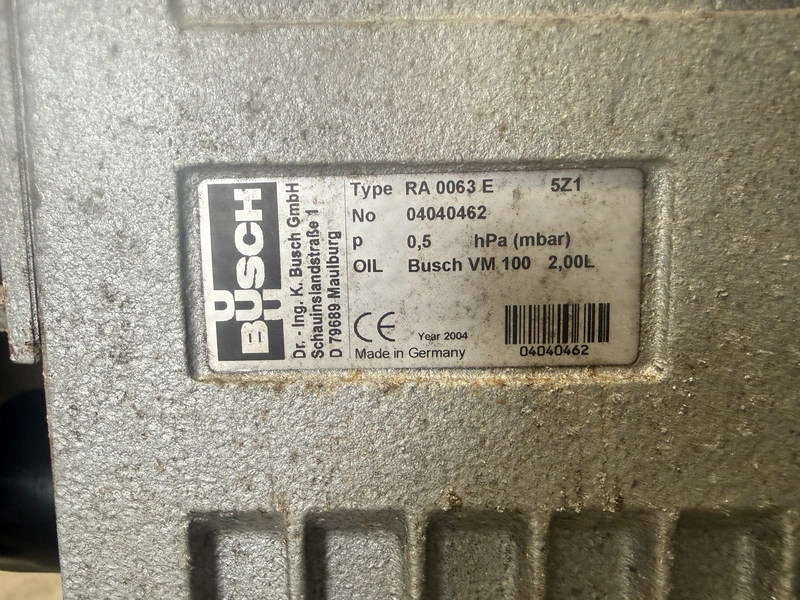 BUSCH
Dr. - Ing. K. Busch GmbH
Schauinslandstraße 1
D 79689 Maulburg
Type RA 0063 E 5Z1
No 04040462
p 0,5 hPa (mbar)
OIL Busch VM 100 2,00L
CE Year 2004
Made in Germany
04040462